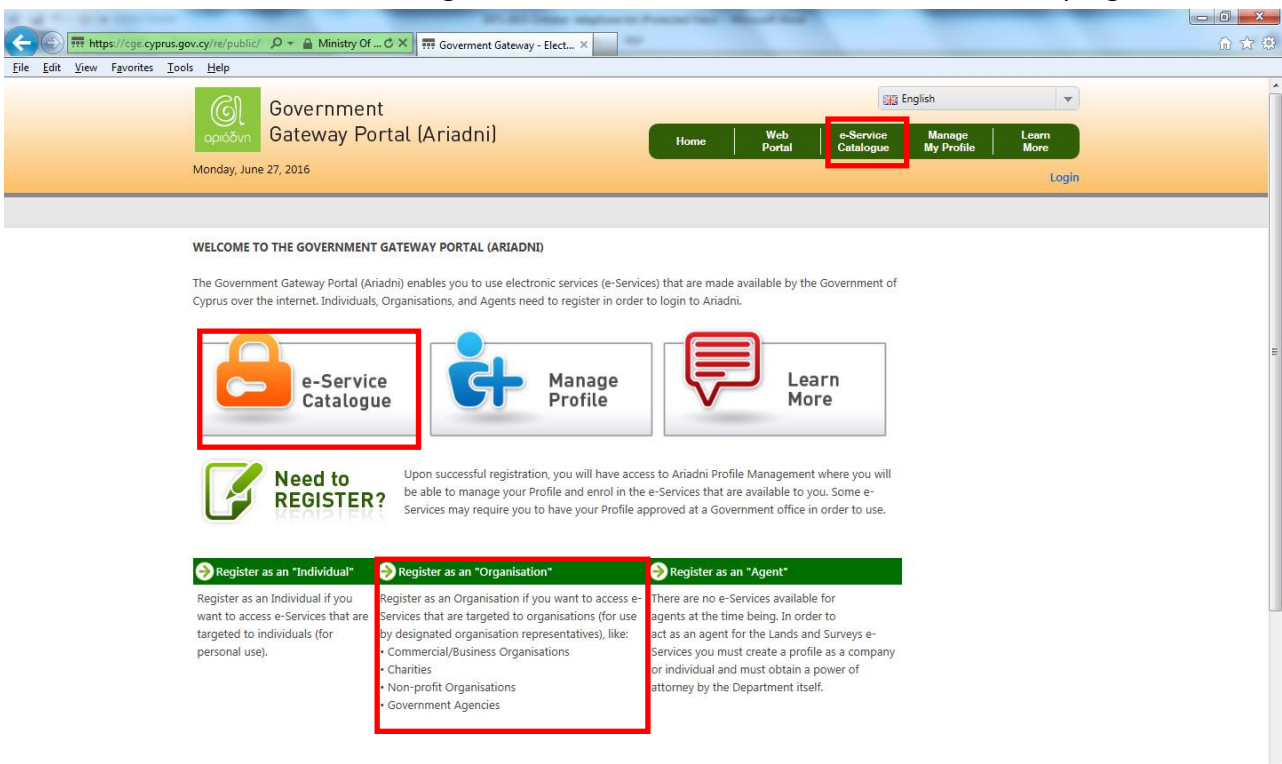 https://cge.cyprus.gov.cy/re/public/
Ministry Of ...
Goverment Gateway - Elect...
File Edit View Favorites Tools Help
αριάδνη
Government
Gateway Portal (Ariadni)
English
Home
Web
Portal
e-Service
Catalogue
Manage
My Profile
Learn
More
Monday, June 27, 2016
Login
WELCOME TO THE GOVERNMENT GATEWAY PORTAL (ARIADNI)
The Government Gateway Portal (Ariadni) enables you to use electronic services (e-Services) that are made available by the Government of
Cyprus over the internet. Individuals, Organisations, and Agents need to register in order to login to Ariadni.
e-Service
Catalogue
Manage
Profile
Learn
More
Need to
REGISTER?
Upon successful registration, you will have access to Ariadni Profile Management where you will
be able to manage your Profile and enrol in the e-Services that are available to you. Some e-
Services may require you to have your Profile approved at a Government office in order to use.
Register as an "Individual"
Register as an Individual if you
want to access e-Services that are
targeted to individuals (for
personal use).
Register as an "Organisation"
Register as an Organisation if you want to access e-
Services that are targeted to organisations (for use
by designated organisation representatives), like:
• Commercial/Business Organisations
• Charities
• Non-profit Organisations
• Government Agencies
Register as an "Agent"
There are no e-Services available for
agents at the time being. In order to
act as an agent for the Lands and Surveys e-
Services you must create a profile as a company
or individual and must obtain a power of
attorney by the Department itself.